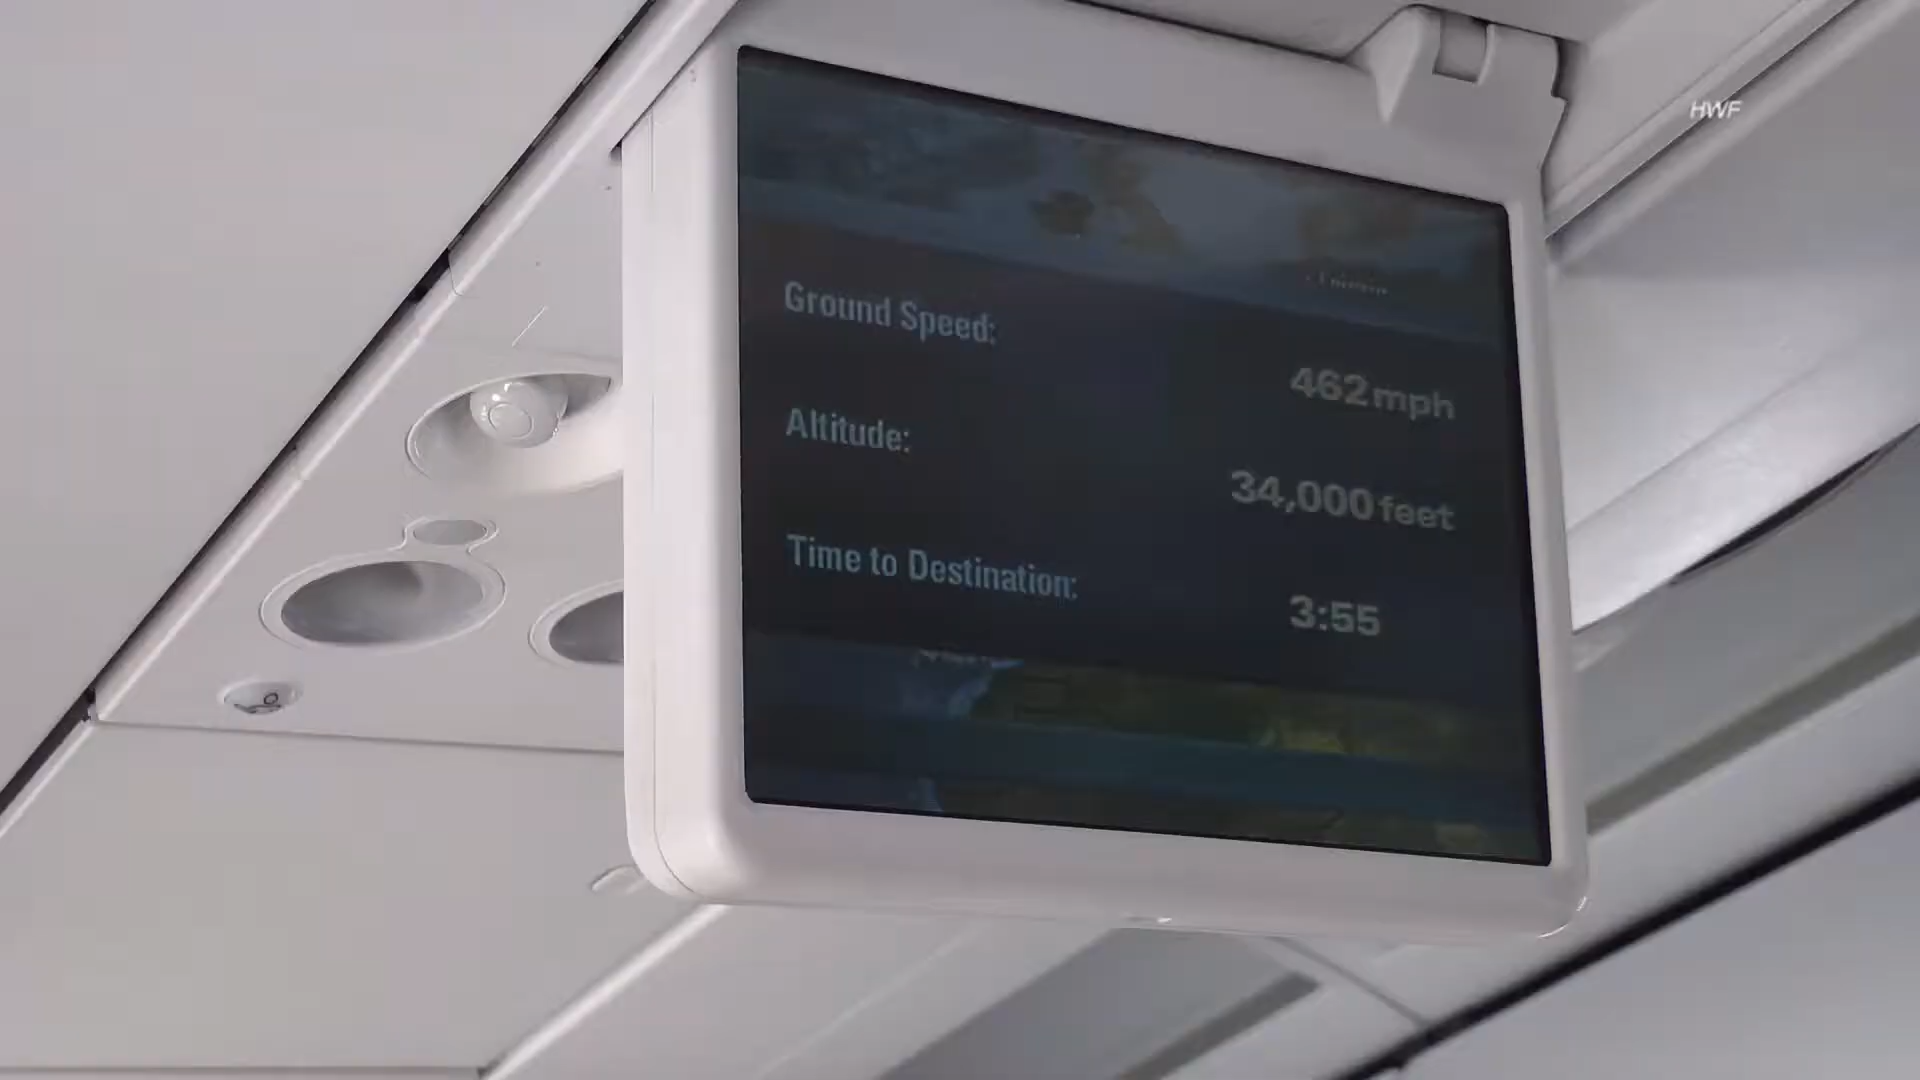 HWF
Ground Speed:
462 mph
Altitude:
34,000 feet
Time to Destination:
3:55